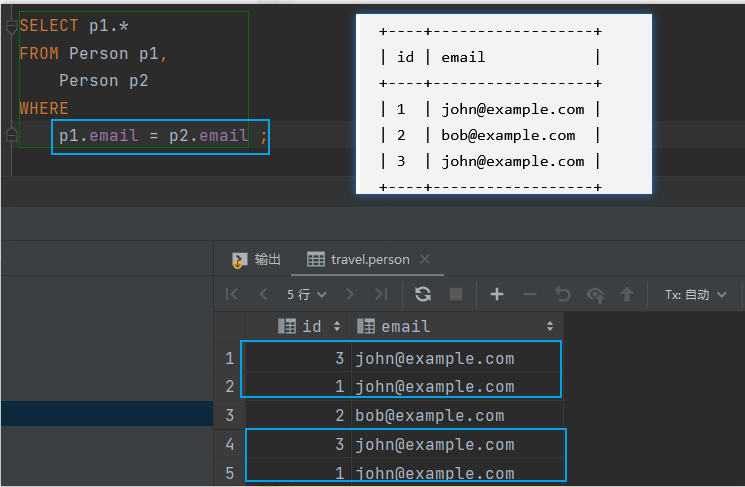 SELECT p1.*
FROM Person p1,
Person p2
WHERE
p1.email = p2.email ;
+----+------------------+
| id | email            |
+----+------------------+
| 1  | john@example.com |
| 2  | bob@example.com  |
| 3  | john@example.com |
+----+------------------+
输出 travel.person
5 行 Tx: 自动
id email
1 3 john@example.com
2 1 john@example.com
3 2 bob@example.com
4 3 john@example.com
5 1 john@example.com